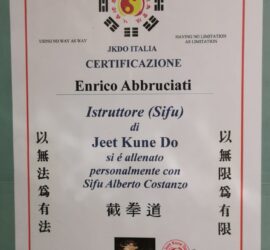 USING NO WAY AS WAY
HAVING NO LIMITATION
AS LIMITATION
JKDO ITALIA
CERTIFICAZIONE
Enrico Abbruciati
Istruttore (Sifu)
di
Jeet Kune Do
si é allenato
personalmente con
Sifu Alberto Costanzo
以無法爲有法
以無限爲有限
截拳道